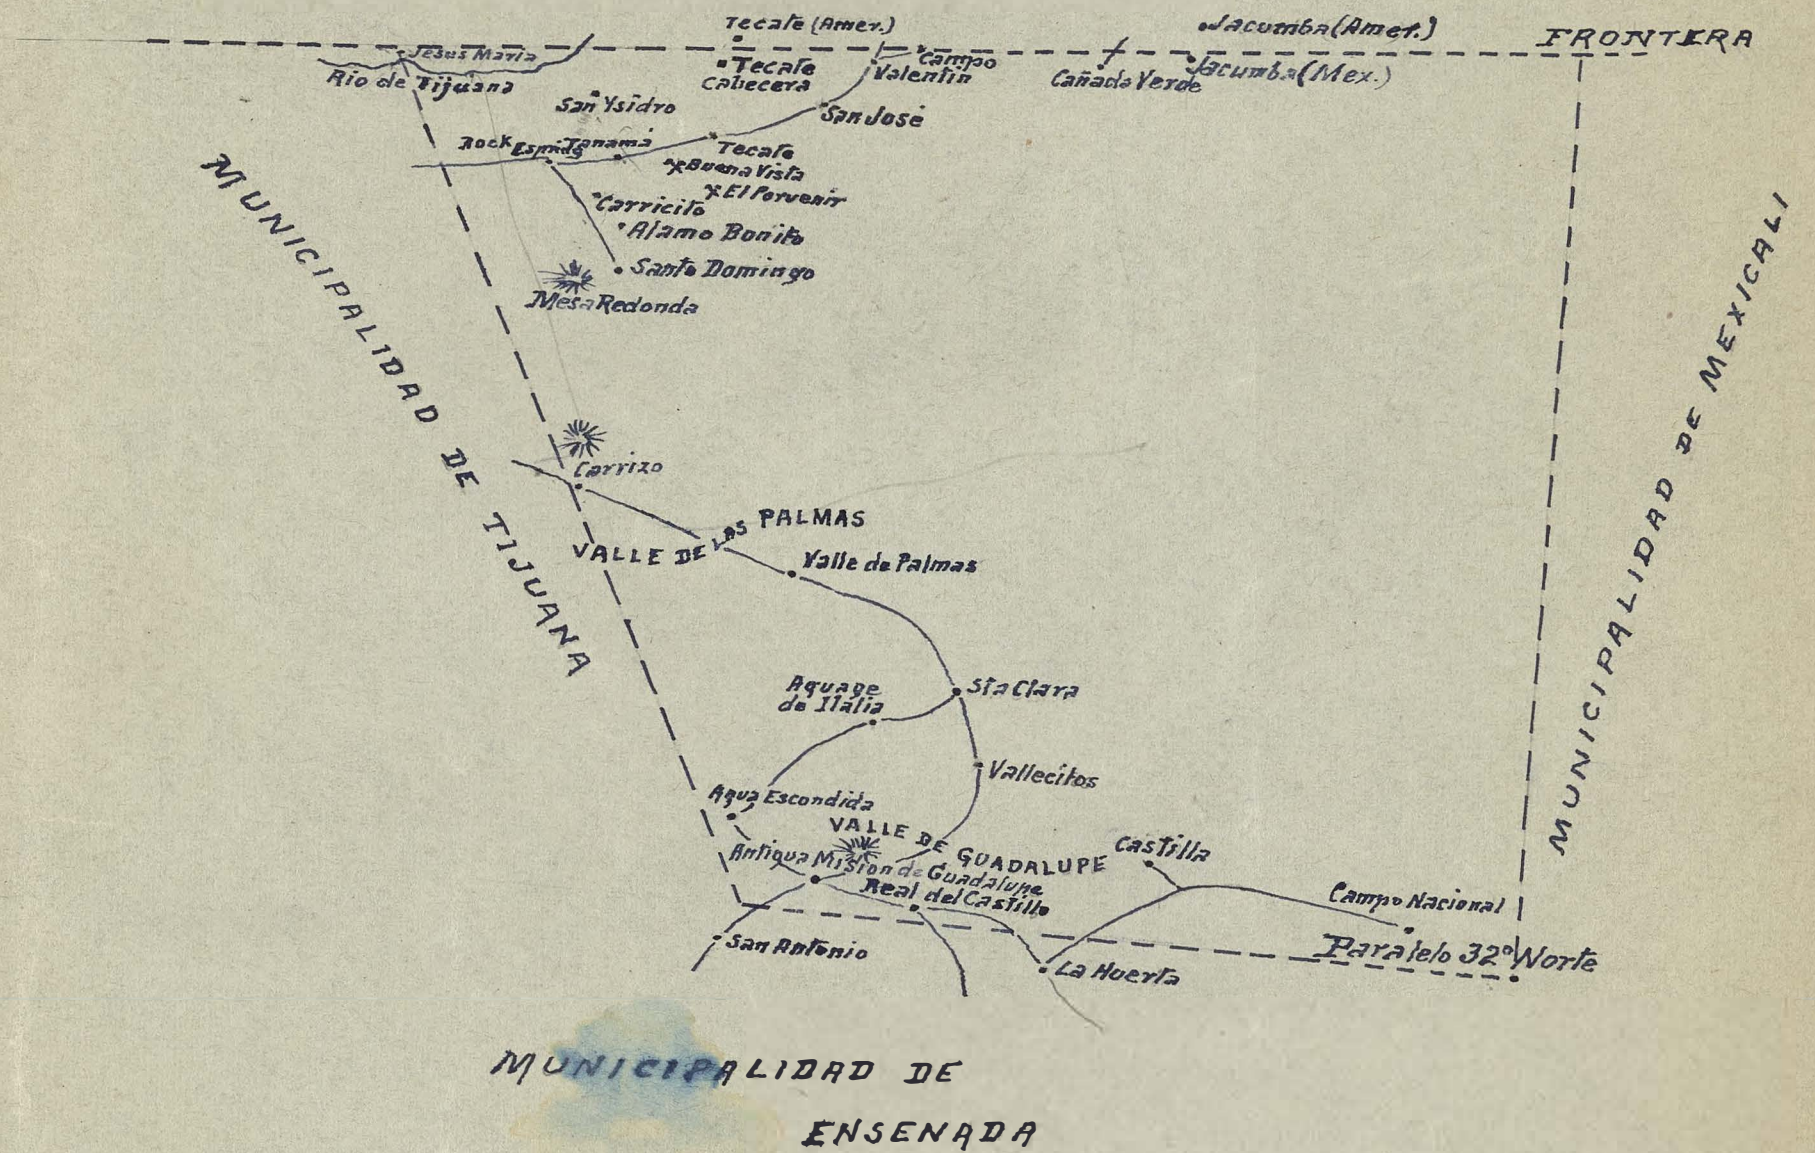 Tecate (Amer.)
Jacumba (Amer.)
FRONTERA
Jesus Maria
Rio de Tijuana
Tecate
Cabecera
Campo
Valentin
Cañada Verde
Jacumba (Mex.)
San Ysidro
San José
Rock
Tanamá
Tecate
Buena Vista
El Porvenir
Carricito
Alamo Bonito
Santo Domingo
Mesa Redonda
MUNICIPALIDAD DE TIJUANA
MUNICIPALIDAD DE MEXICALI
Carrizo
VALLE DE LAS PALMAS
Valle de Palmas
Aguage
de Italia
Sta Clara
Vallecitos
Agua Escondida
VALLE DE GUADALUPE
Castilla
Antigua Mision de Guadalupe
Real del Castillo
Campo Nacional
San Antonio
La Huerta
Paralelo 32º Norte
MUNICIPALIDAD DE
ENSENADA